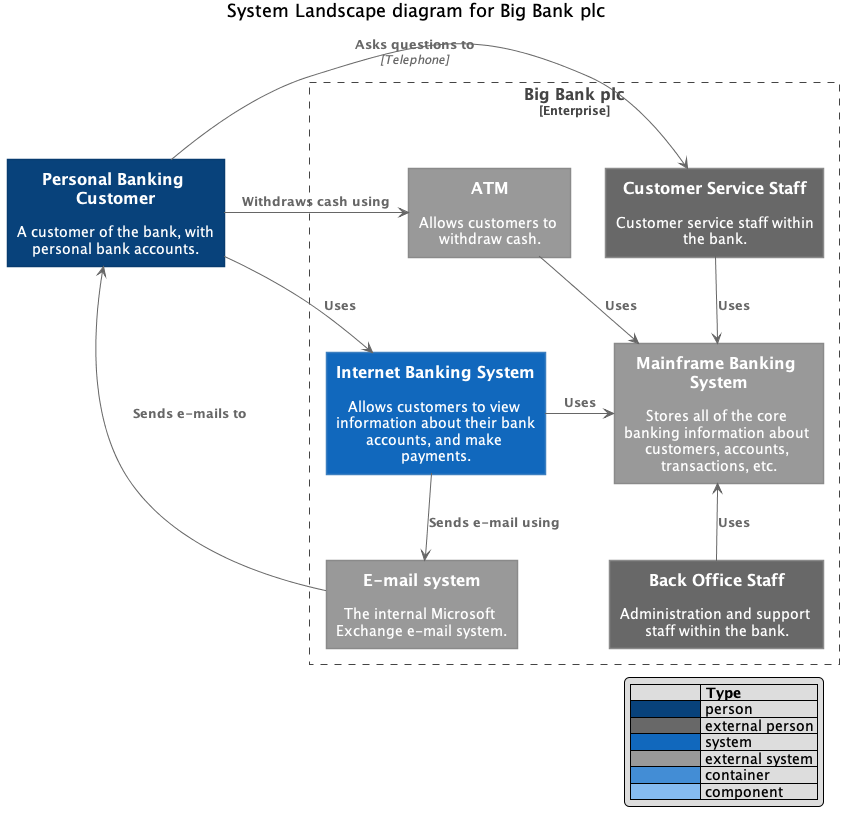 System Landscape diagram for Big Bank plc
Asks questions to
[Telephone]
Big Bank plc
[Enterprise]
Personal Banking
Customer
A customer of the bank, with
personal bank accounts.
Withdraws cash using
ATM
Allows customers to
withdraw cash.
Customer Service Staff
Customer service staff within
the bank.
Uses
Uses
Uses
Internet Banking System
Allows customers to view
information about their bank
accounts, and make
payments.
Uses
Mainframe Banking
System
Stores all of the core
banking information about
customers, accounts,
transactions, etc.
Sends e-mails to
Sends e-mail using
Uses
E-mail system
The internal Microsoft
Exchange e-mail system.
Back Office Staff
Administration and support
staff within the bank.
Type
person
external person
system
external system
container
component